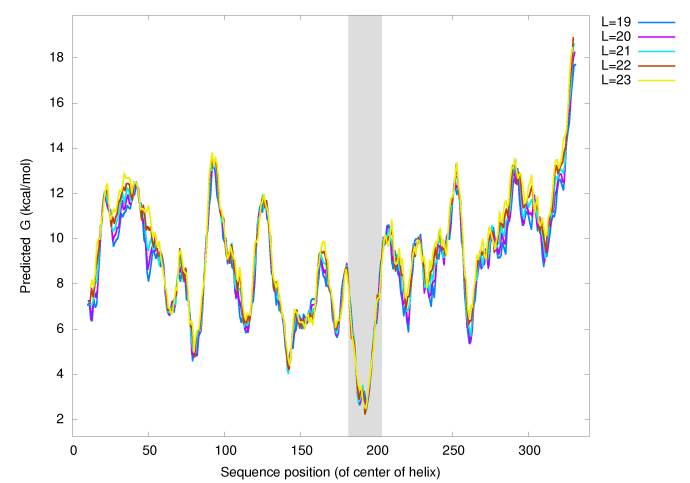 L=19
L=20
L=21
L=22
L=23
18
16
14
12
10
8
6
4
2
Predicted G (kcal/mol)
0 50 100 150 200 250 300
Sequence position (of center of helix)